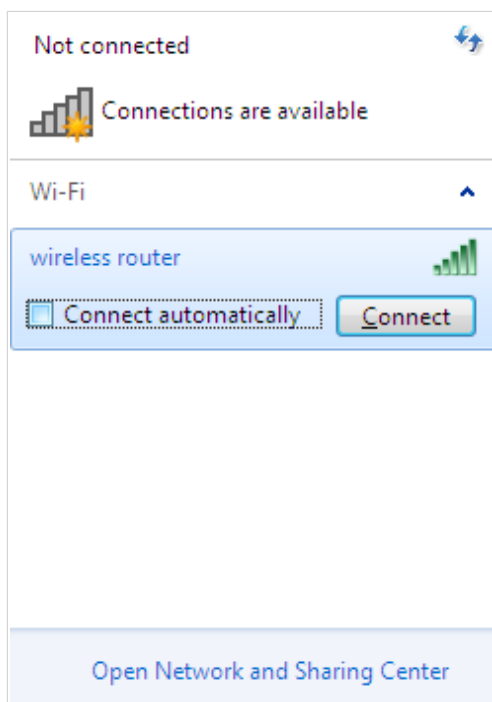 Not connected
Connections are available
Wi-Fi
wireless router
Connect automatically Connect
Open Network and Sharing Center